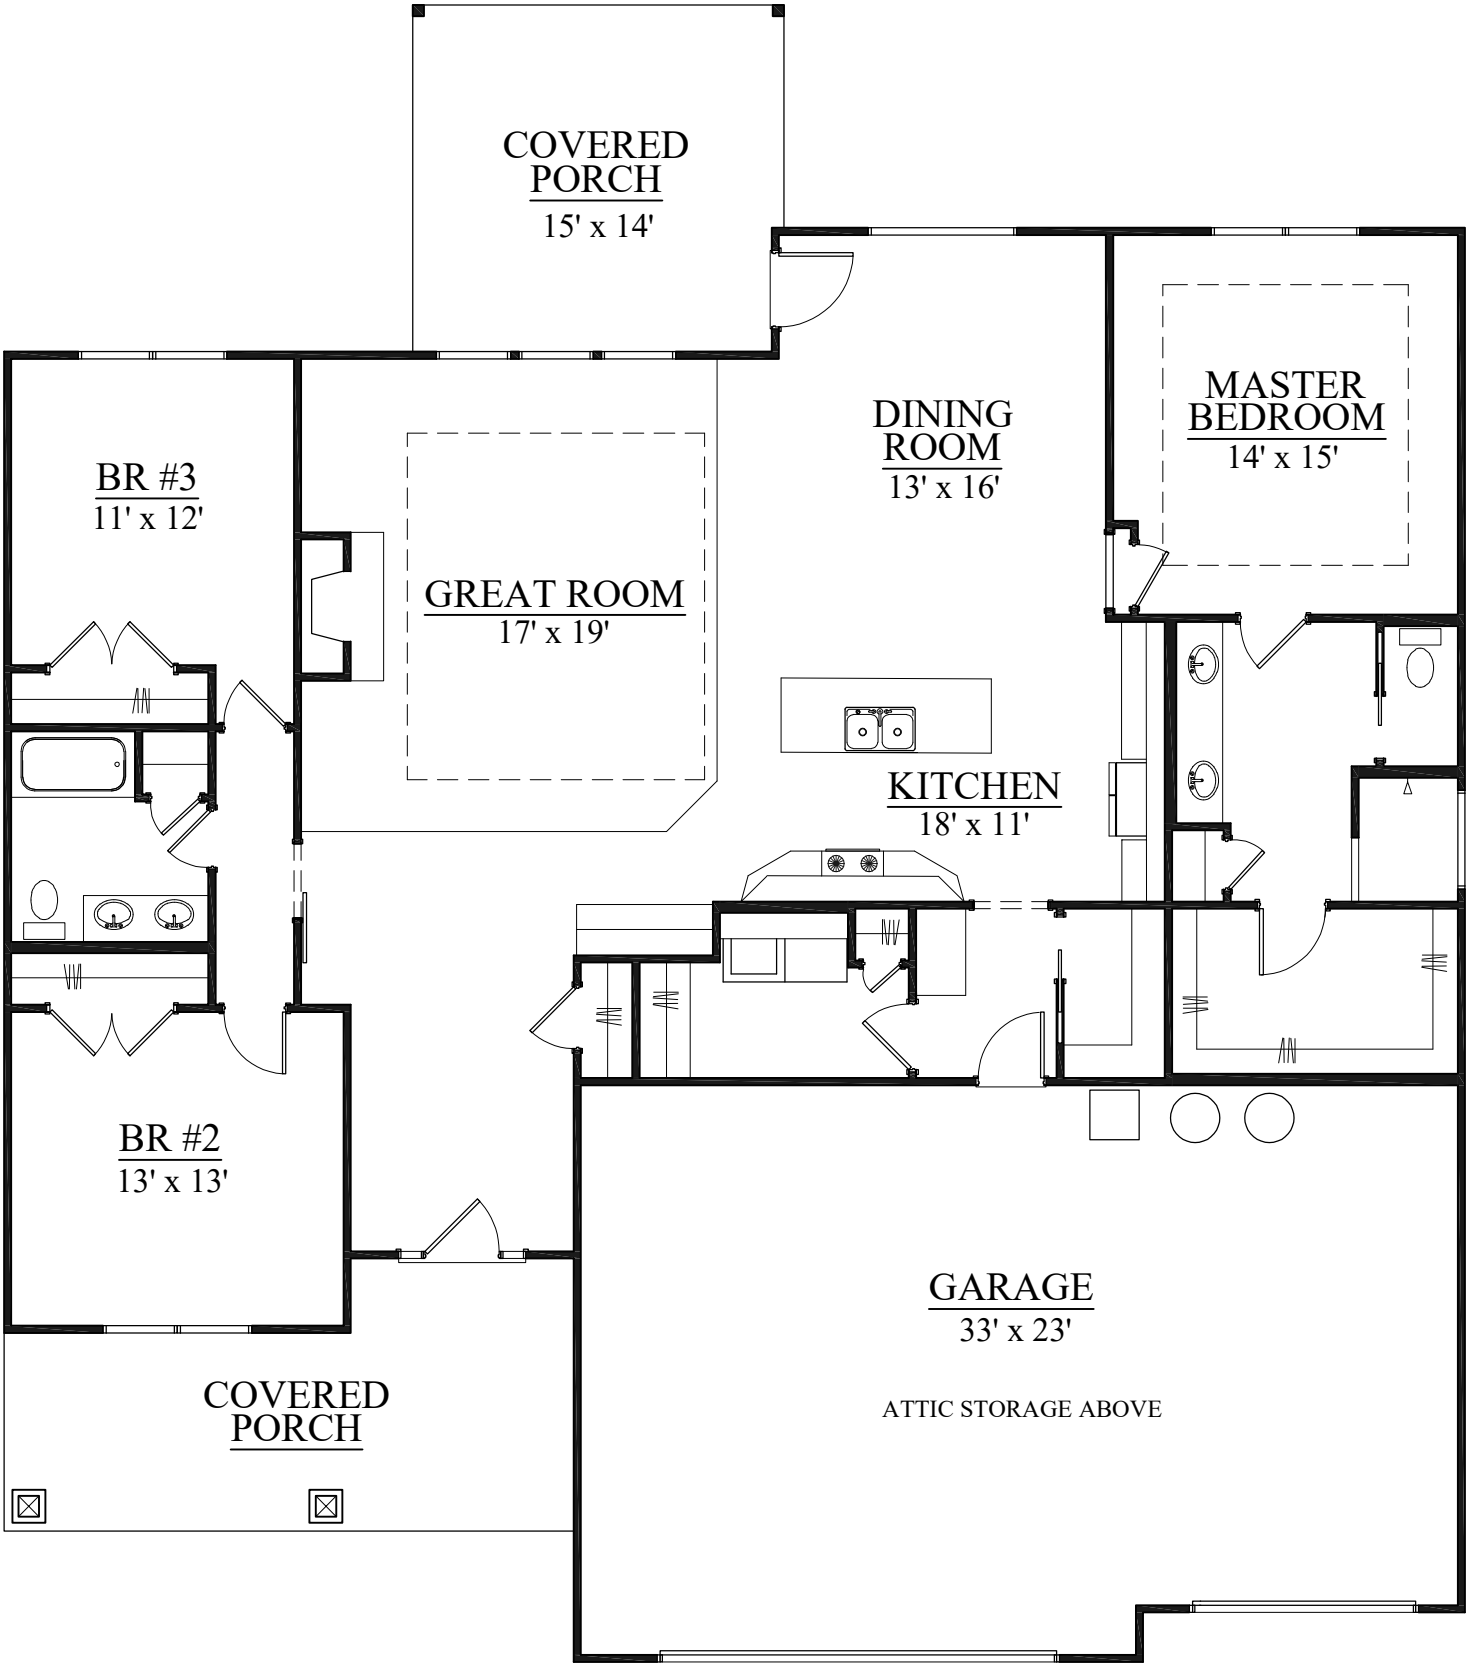 COVERED
PORCH
15' x 14'
DINING
ROOM
13' x 16'
MASTER
BEDROOM
14' x 15'
BR #3
11' x 12'
GREAT ROOM
17' x 19'
KITCHEN
18' x 11'
BR #2
13' x 13'
GARAGE
33' x 23'
ATTIC STORAGE ABOVE
COVERED
PORCH